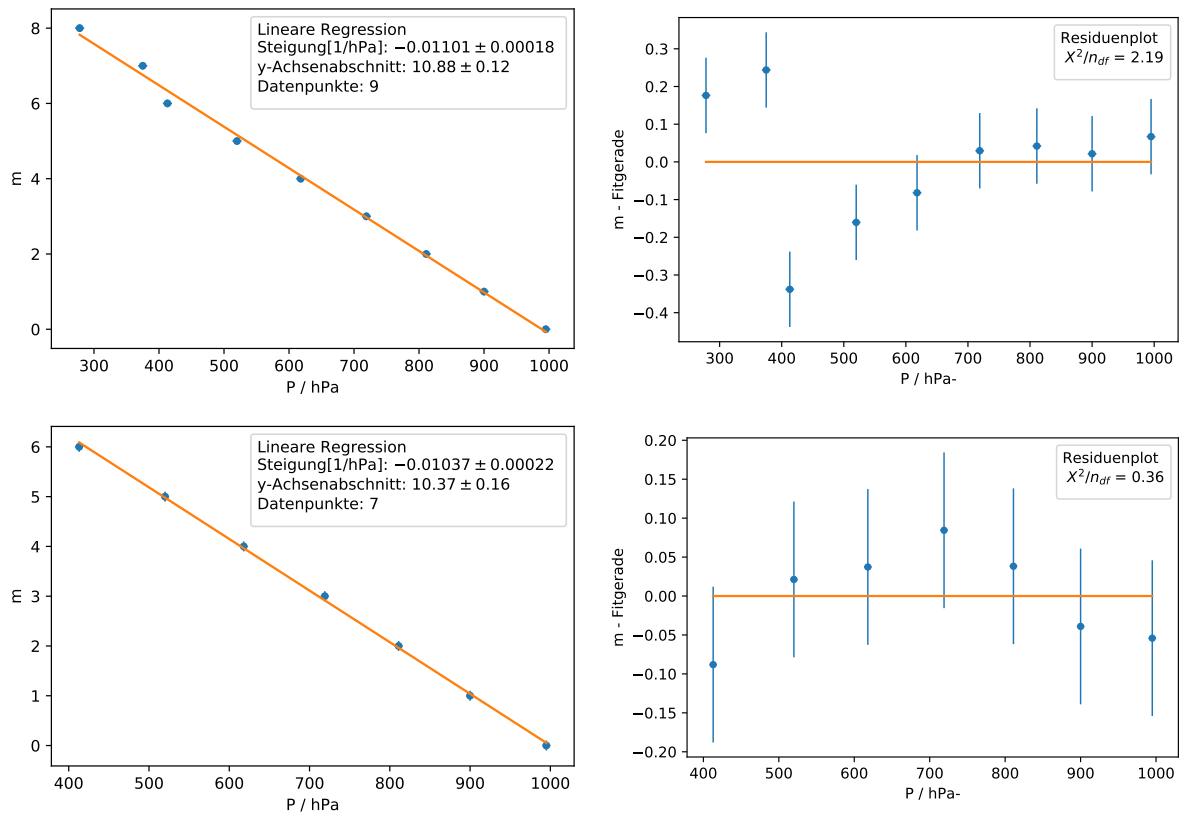 8
6
4
2
0
m
Lineare Regression
Steigung[1/hPa]: −0.01101 ± 0.00018
y-Achsenabschnitt: 10.88 ± 0.12
Datenpunkte: 9
300 400 500 600 700 800 900 1000
P / hPa
0.3
0.2
0.1
0.0
−0.1
−0.2
−0.3
−0.4
m - Fitgerade
Residuenplot
X²/n_df = 2.19
300 400 500 600 700 800 900 1000
P / hPa-
6
5
4
3
2
1
0
m
Lineare Regression
Steigung[1/hPa]: −0.01037 ± 0.00022
y-Achsenabschnitt: 10.37 ± 0.16
Datenpunkte: 7
400 500 600 700 800 900 1000
P / hPa
0.20
0.15
0.10
0.05
0.00
−0.05
−0.10
−0.15
−0.20
m - Fitgerade
Residuenplot
X²/n_df = 0.36
400 500 600 700 800 900 1000
P / hPa-